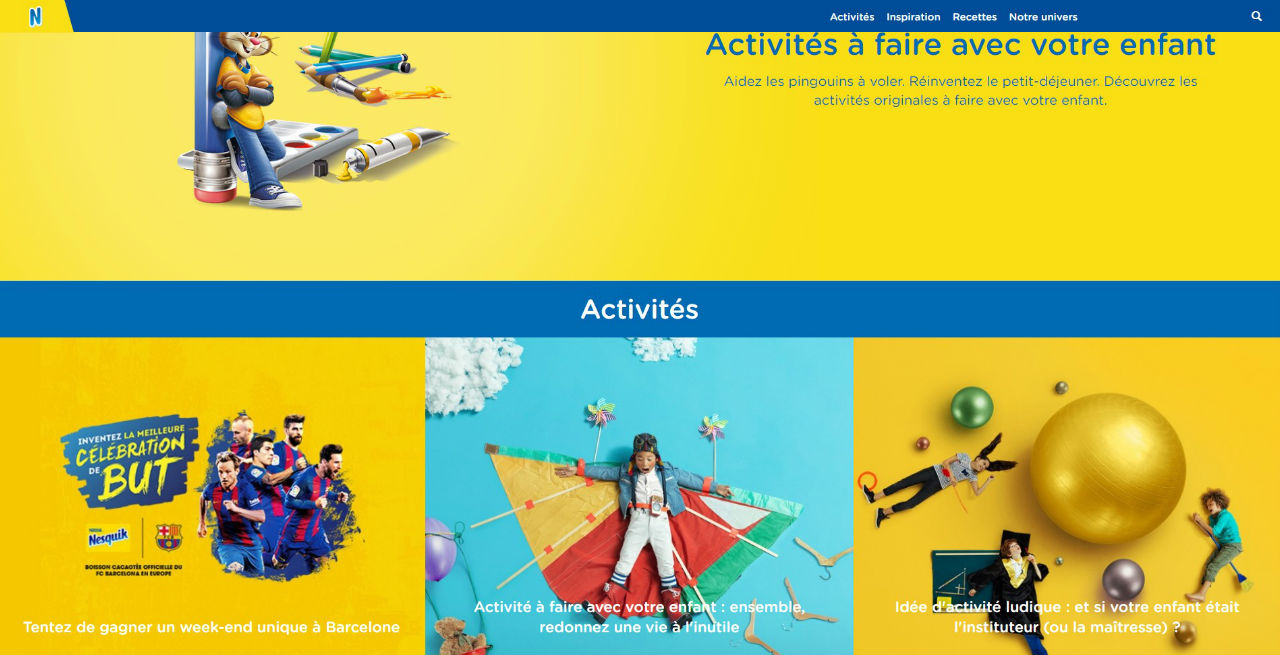 N
Activités Inspiration Recettes Notre univers
Activités à faire avec votre enfant
Aidez les pingouins à voler. Réinventez le petit-déjeuner. Découvrez les
activités originales à faire avec votre enfant.
Activités
INVENTEZ LA MEILLEURE
CÉLÉBRATION
DE BUT
NESTLÉ
Nesquik
BOISSON CACAOTÉE OFFICIELLE DU
FC BARCELONA EN EUROPE
Tentez de gagner un week-end unique à Barcelone
Activité à faire avec votre enfant : ensemble,
redonnez une vie à l'inutile
Idée d'activité ludique : et si votre enfant était
l'instituteur (ou la maîtresse) ?